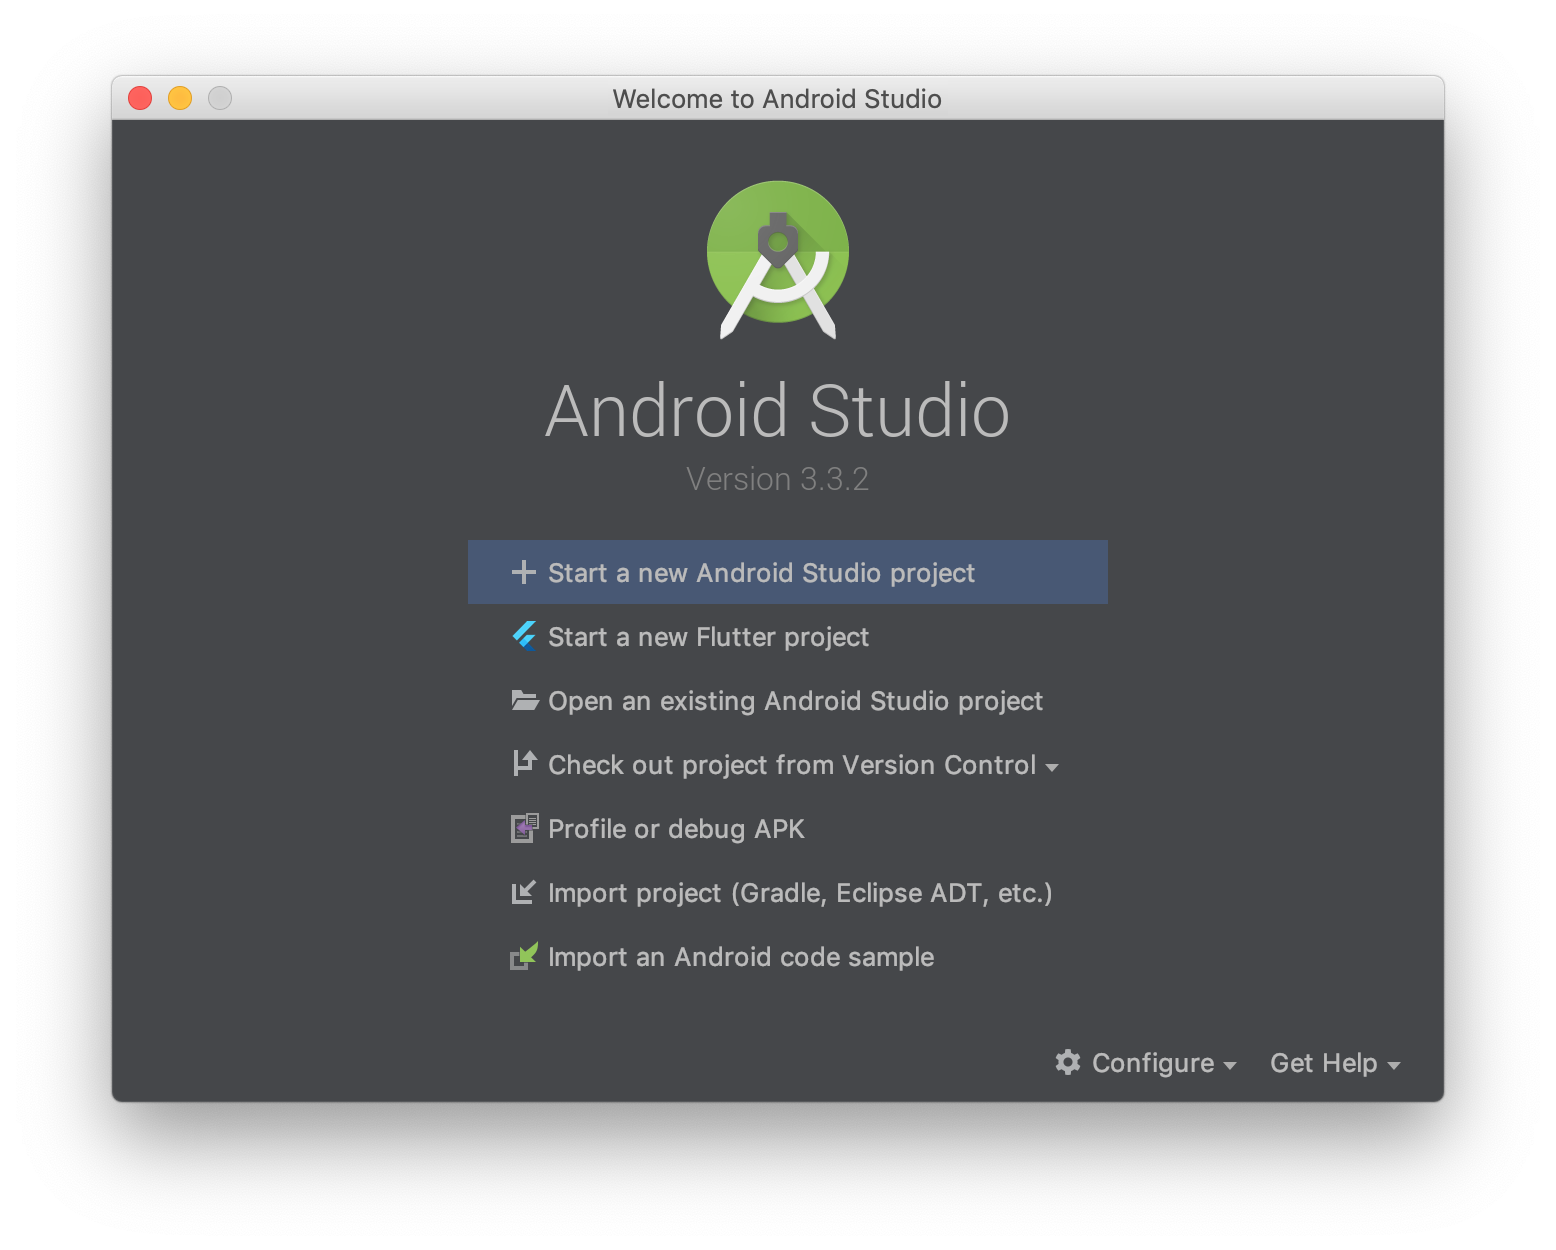 Welcome to Android Studio
Android Studio
Version 3.3.2
Start a new Android Studio project
Start a new Flutter project
Open an existing Android Studio project
Check out project from Version Control
Profile or debug APK
Import project (Gradle, Eclipse ADT, etc.)
Import an Android code sample
Configure Get Help